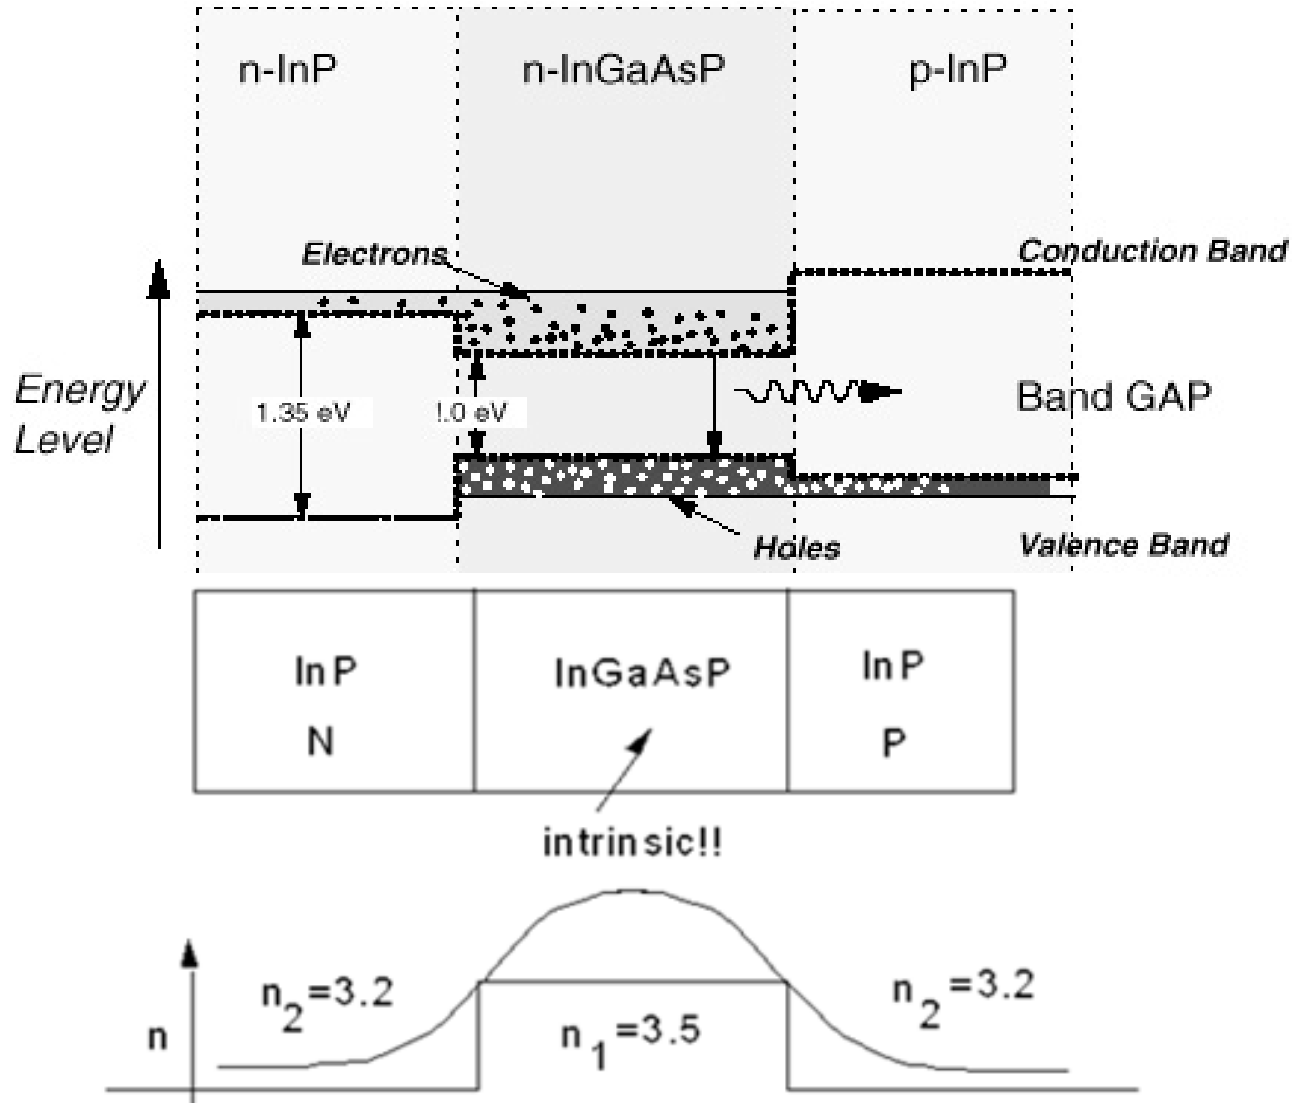 n-InP
n-InGaAsP
p-InP
Electrons
Conduction Band
Energy
Level
1.35 eV
1.0 eV
Band GAP
Holes
Valence Band
InP
N
InGaAsP
InP
P
intrinsic!!
n
n2=3.2
n1=3.5
n2=3.2